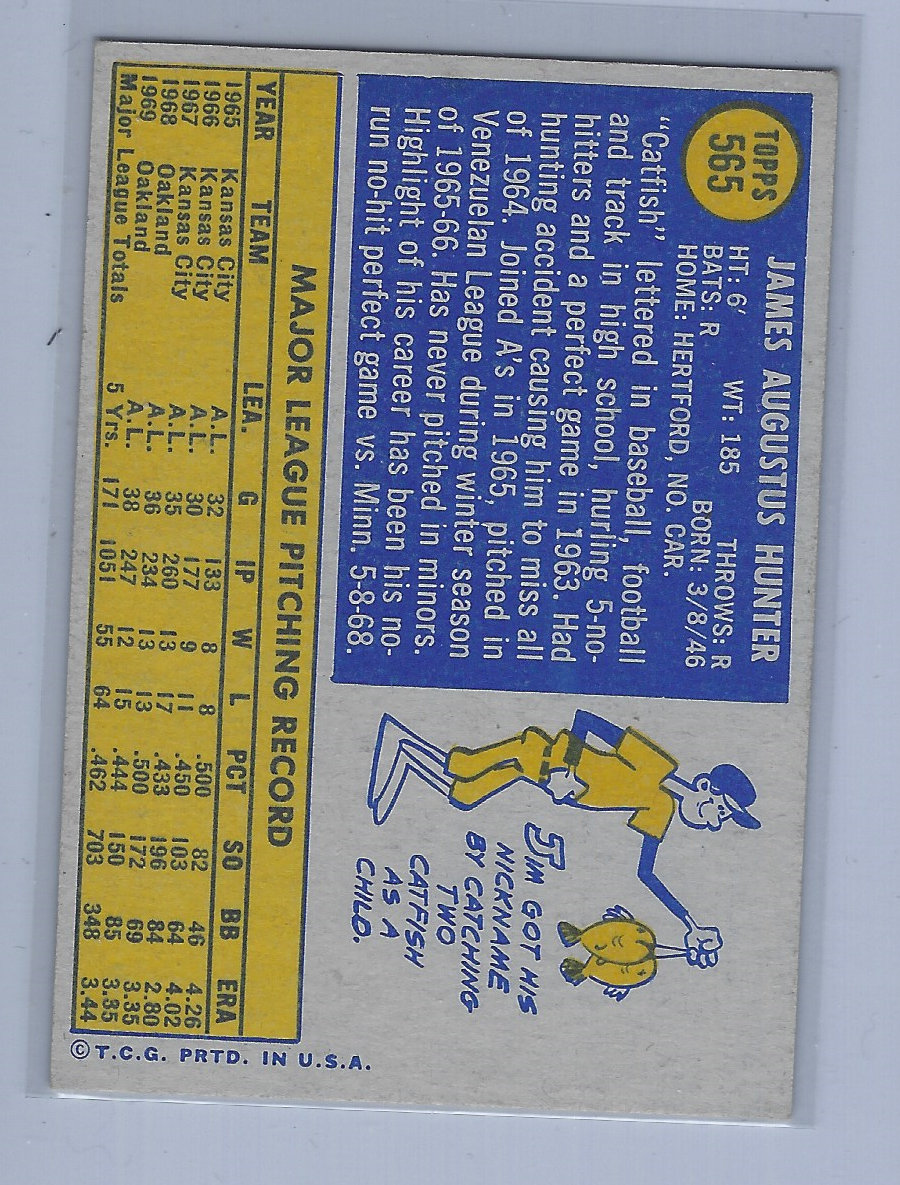 TOPPS
565
JAMES AUGUSTUS HUNTER
HT: 6' WT: 185 THROWS: R
BATS: R BORN: 3/8/46
HOME: HERTFORD, NO. CAR.
"Catfish" lettered in baseball, football
and track in high school, hurling 5-no-
hitters and a perfect game in 1963. Had
hunting accident causing him to miss all
of 1964. Joined A's in 1965, pitched in
Venezuelan League during winter season
of 1965-66. Has never pitched in minors.
Highlight of his career has been his no-
run no-hit perfect game vs. Minn. 5-8-68.
JIM GOT HIS
NICKNAME
BY CATCHING
TWO
CATFISH
AS A
CHILD.
MAJOR LEAGUE PITCHING RECORD
YEAR TEAM LEA. G IP W L PCT SO BB ERA
1965 Kansas City A.L. 32 133 8 8 .500 82 46 4.26
1966 Kansas City A.L. 30 177 9 11 .450 103 64 4.02
1967 Kansas City A.L. 35 260 13 17 .433 196 84 2.80
1968 Oakland A.L. 36 234 13 13 .500 172 69 3.35
1969 Oakland A.L. 38 247 12 15 .444 150 85 3.35
Major League Totals 5 Yrs. 171 1051 55 64 .462 703 348 3.44
© T.C.G. PRTD. IN U.S.A.